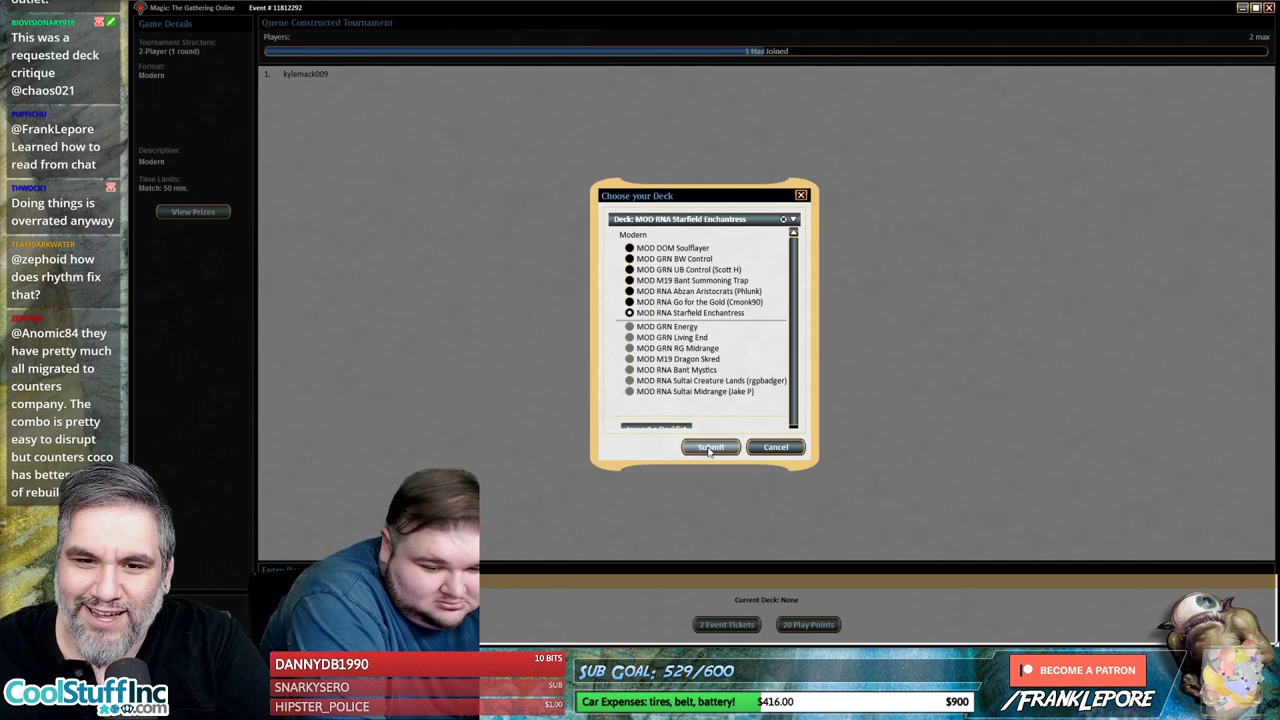 outlet.
BIOVISIONARY918
This was a
requested deck
critique
@chaos021
PUFFICHU
@FrankLepore
Learned how to
read from chat
THWOCK1
Doing things is
overrated anyway
TEAMDARKWATER
@zephoid how
does rhythm fix
that?
@Anomic84 they
have pretty much
all migrated to
counters
company. The
combo is pretty
easy to disrupt
but counters coco
has better
of rebuil
Magic: The Gathering Online
Event # 11812292
Game Details
Tournament Structure:
2-Player (1 round)
Format:
Modern
Description:
Modern
Time Limits:
Match: 50 min.
View Prizes
Queue Constructed Tournament
Players:
2 max
1 Has Joined
1. kylemack009
Choose your Deck
Deck: MOD RNA Starfield Enchantress
Modern
MOD DOM Soulflayer
MOD GRN BW Control
MOD GRN UB Control (Scott H)
MOD M19 Bant Summoning Trap
MOD RNA Abzan Aristocrats (Phlunk)
MOD RNA Go for the Gold (Cmonk90)
MOD RNA Starfield Enchantress
MOD GRN Energy
MOD GRN Living End
MOD GRN RG Midrange
MOD M19 Dragon Skred
MOD RNA Bant Mystics
MOD RNA Sultai Creature Lands (rgpbadger)
MOD RNA Sultai Midrange (Jake P)
Import a Decklist
Submit
Cancel
Current Deck: None
2 Event Tickets
20 Play Points
CoolStuffInc
.com
DANNYDB1990 10 BITS
SNARKYSERO SUB
HIPSTER_POLICE $1.00
SUB GOAL: 529/600
Car Expenses: tires, belt, battery! $416.00 $900
BECOME A PATRON
/FRANKLEPORE